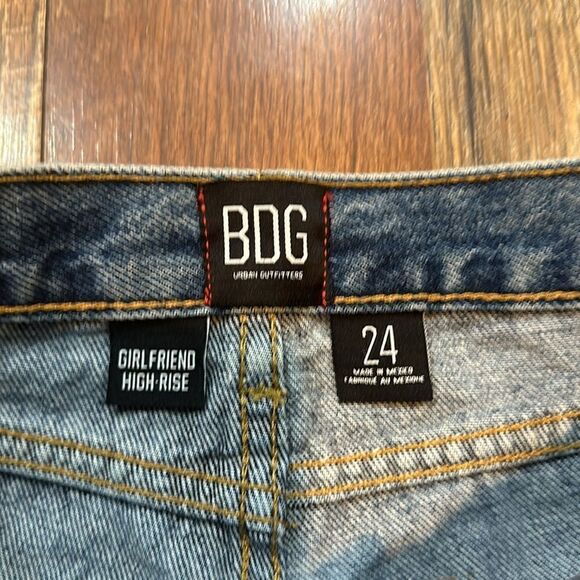 BDG
URBAN OUTFITTERS
GIRLFRIEND
HIGH-RISE
24
MADE IN MEXICO
FABRIQUÉ AU MEXIQUE